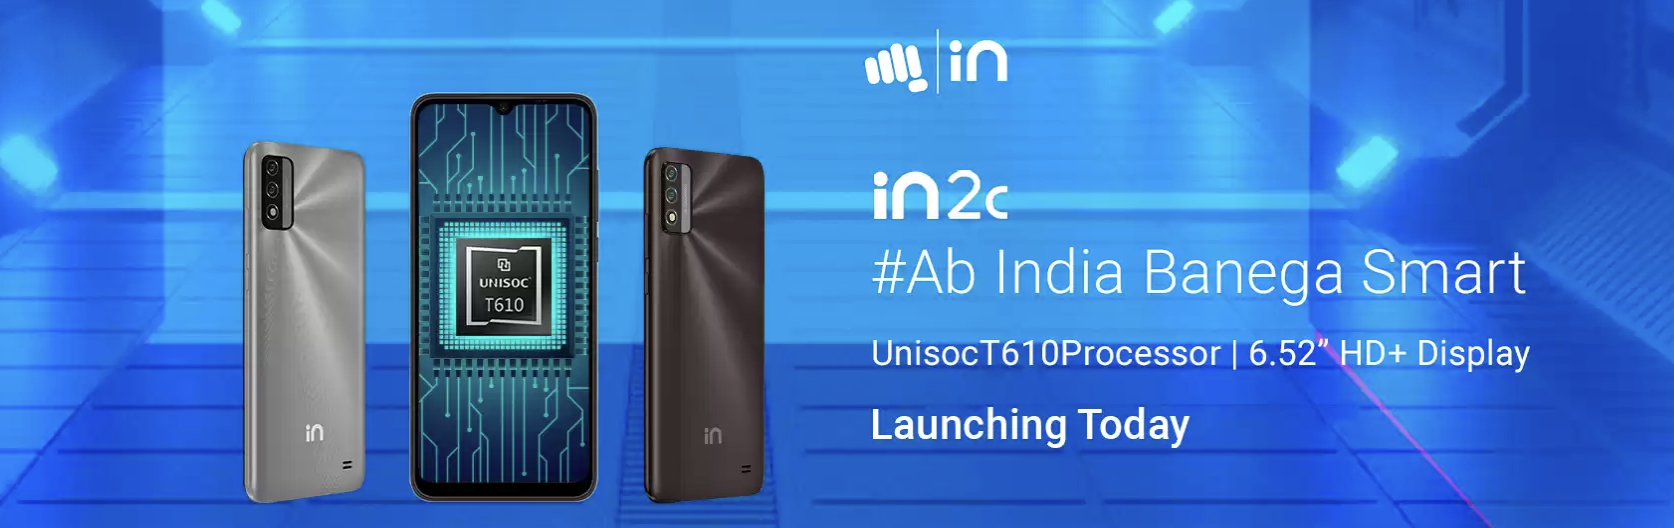 in
in2c
#Ab India Banega Smart
UnisocT610Processor | 6.52” HD+ Display
Launching Today
UNISOC
T610
in
in